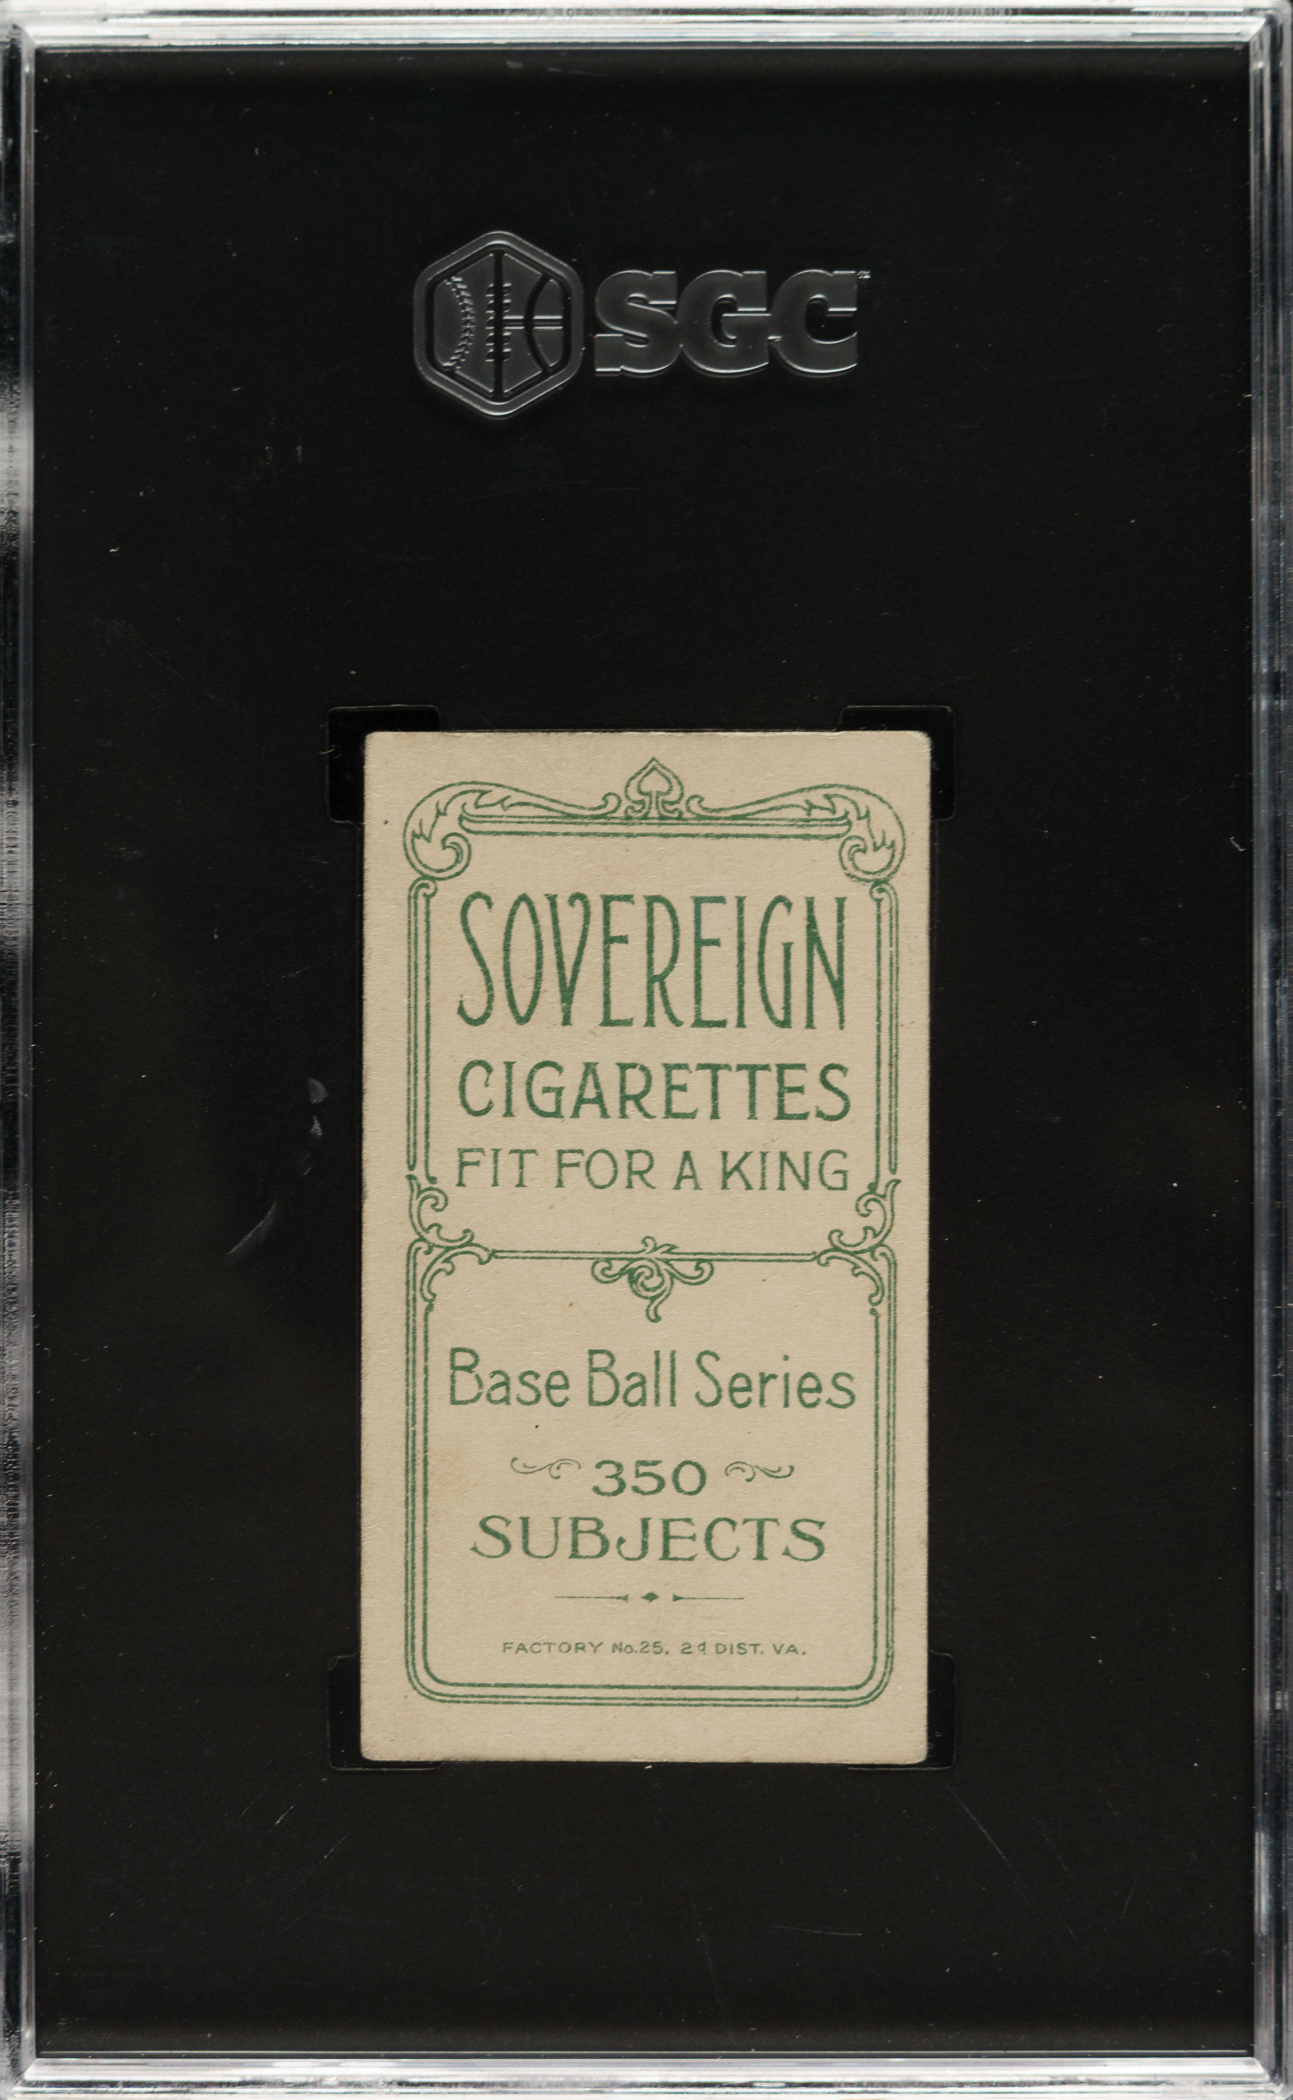 SGC
SOVEREIGN
CIGARETTES
FIT FOR A KING
Base Ball Series
350
SUBJECTS
FACTORY No. 25, 2d DIST. VA.